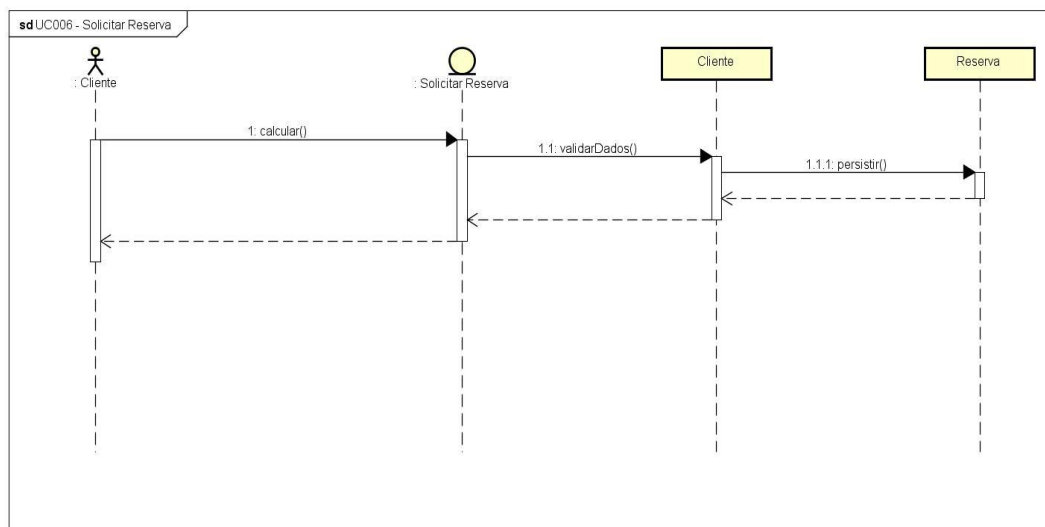 sd UC006 - Solicitar Reserva
: Cliente
: Solicitar Reserva
Cliente
Reserva
1: calcular()
1.1: validarDados()
1.1.1: persistir()